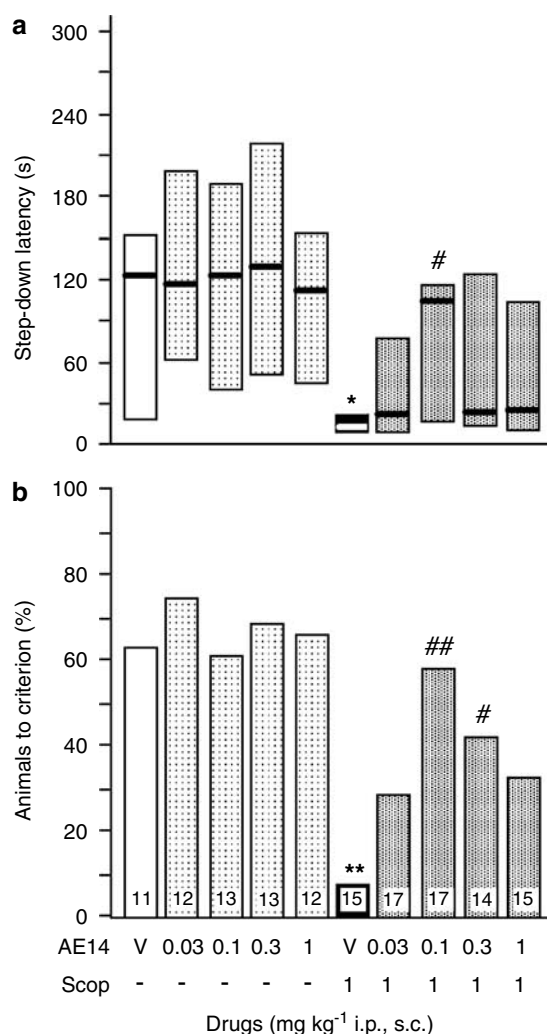 a
300
240
180
120
60
0
Step-down latency (s)
*
#
b
100
80
60
40
20
0
Animals to criterion (%)
**
##
#
11 12 13 13 12 15 17 17 14 15
AE14 V 0.03 0.1 0.3 1 V 0.03 0.1 0.3 1
Scop - - - - - 1 1 1 1 1
Drugs (mg kg⁻¹ i.p., s.c.)